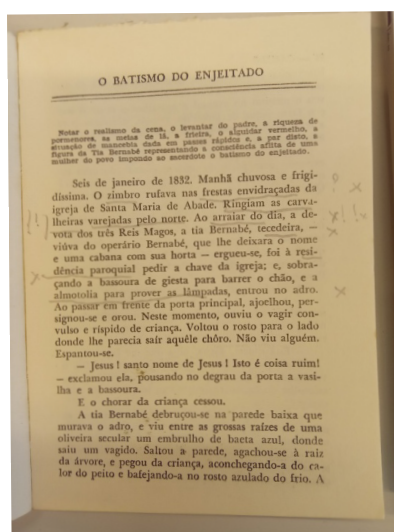 O BATISMO DO ENJEITADO
Notar o realismo da cena, o levantar do padre, a riqueza de
pormenores, as meias de lã, a frieira, o alguidar vermelho, a
situação de mancebia dada em passos rápidos e, a par disto, a
figura da Tia Bernabé representando a consciência aflita de uma
mulher do povo impondo ao sacerdote o batismo do enjeitado.
Seis de janeiro de 1832. Manhã chuvosa e frigi-
díssima. O zimbro rufava nas frestas envidraçadas da
igreja de Santa Maria de Abade. Ringiam as carva-
lheiras varejadas pelo norte. Ao arraiar do dia, a de-
vota dos três Reis Magos, a tia Bernabé, tecedeira, —
viúva do operário Bernabé, que lhe deixara o nome
e uma cabana com sua horta — ergueu-se, foi à resi-
dência paroquial pedir a chave da igreja; e, sobra-
çando a bassoura de giesta para barrer o chão, e a
almotolia para prover as lâmpadas, entrou no adro.
Ao passar em frente da porta principal, ajoelhou, per-
signou-se e orou. Neste momento, ouviu o vagir con-
vulso e ríspido de criança. Voltou o rosto para o lado
donde lhe parecia sair aquêle chôro. Não viu alguém.
Espantou-se.
— Jesus! santo nome de Jesus! Isto é coisa ruim!
— exclamou ela, pousando no degrau da porta a vasi-
lha e a bassoura.
E o chorar da criança cessou.
A tia Bernabé debruçou-se na parede baixa que
murava o adro, e viu entre as grossas raízes de uma
oliveira secular um embrulho de baeta azul, donde
saiu um vagido. Saltou a parede, agachou-se à raiz
da árvore, e pegou da criança, aconchegando-a do ca-
lor do peito e bafejando-a no rosto azulado do frio. A